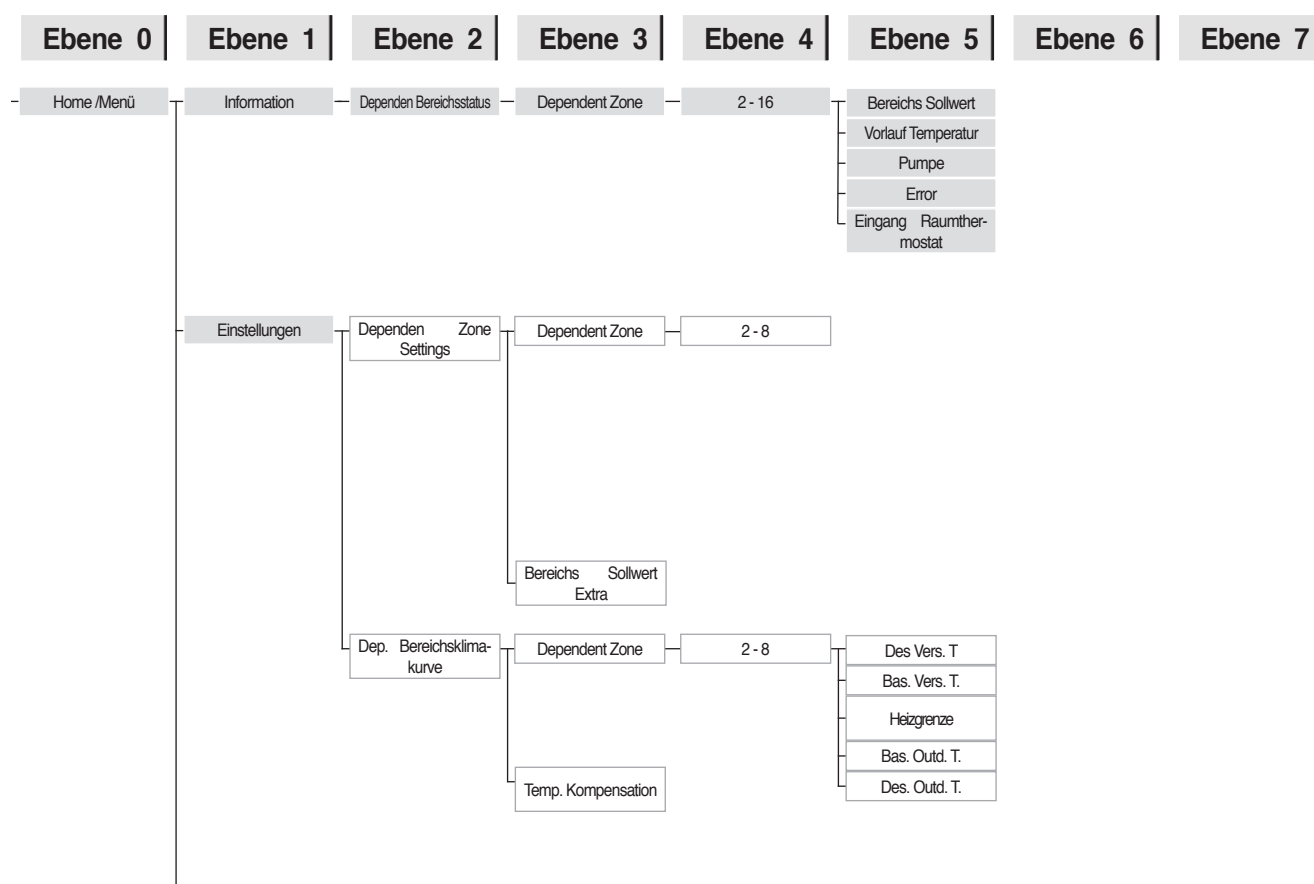 Ebene 0 Ebene 1 Ebene 2 Ebene 3 Ebene 4 Ebene 5 Ebene 6 Ebene 7
Home /Menü Information Dependen Bereichsstatus Dependent Zone 2 - 16 Bereichs Sollwert
Vorlauf Temperatur
Pumpe
Error
Eingang Raumther-
mostat
Einstellungen Dependen Zone
Settings
Dependent Zone 2 - 8
Bereichs Sollwert
Extra
Dep. Bereichsklima-
kurve
Dependent Zone 2 - 8 Des Vers. T
Bas. Vers. T.
Heizgrenze
Bas. Outd. T.
Des. Outd. T.
Temp. Kompensation